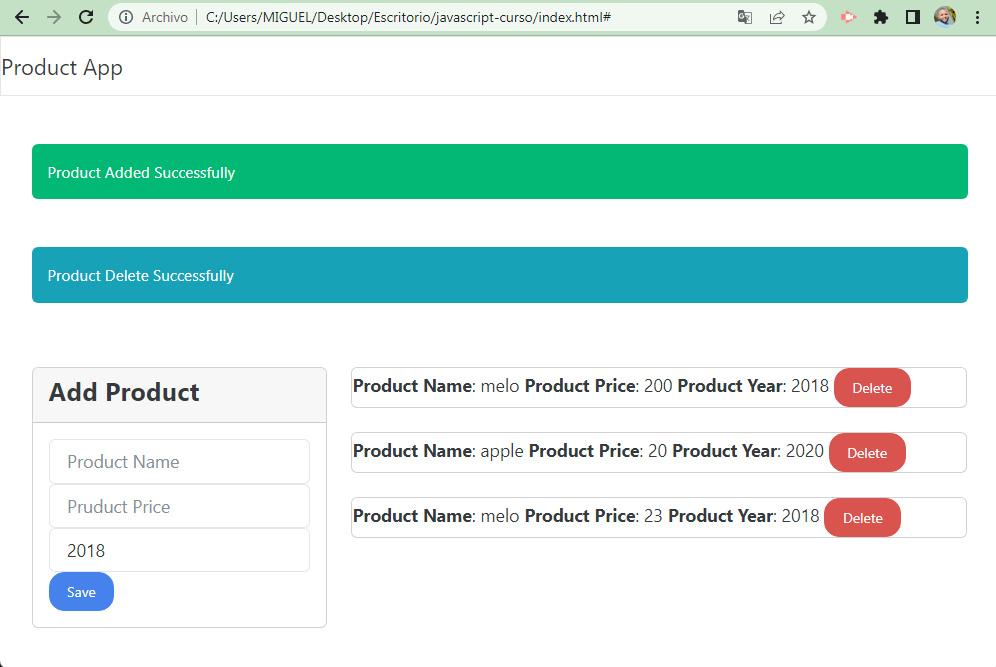 Archivo | C:/Users/MIGUEL/Desktop/Escritorio/javascript-curso/index.html#
Product App
Product Added Successfully
Product Delete Successfully
Add Product
Product Name
Pruduct Price
2018
Save
Product Name: melo Product Price: 200 Product Year: 2018 Delete
Product Name: apple Product Price: 20 Product Year: 2020 Delete
Product Name: melo Product Price: 23 Product Year: 2018 Delete